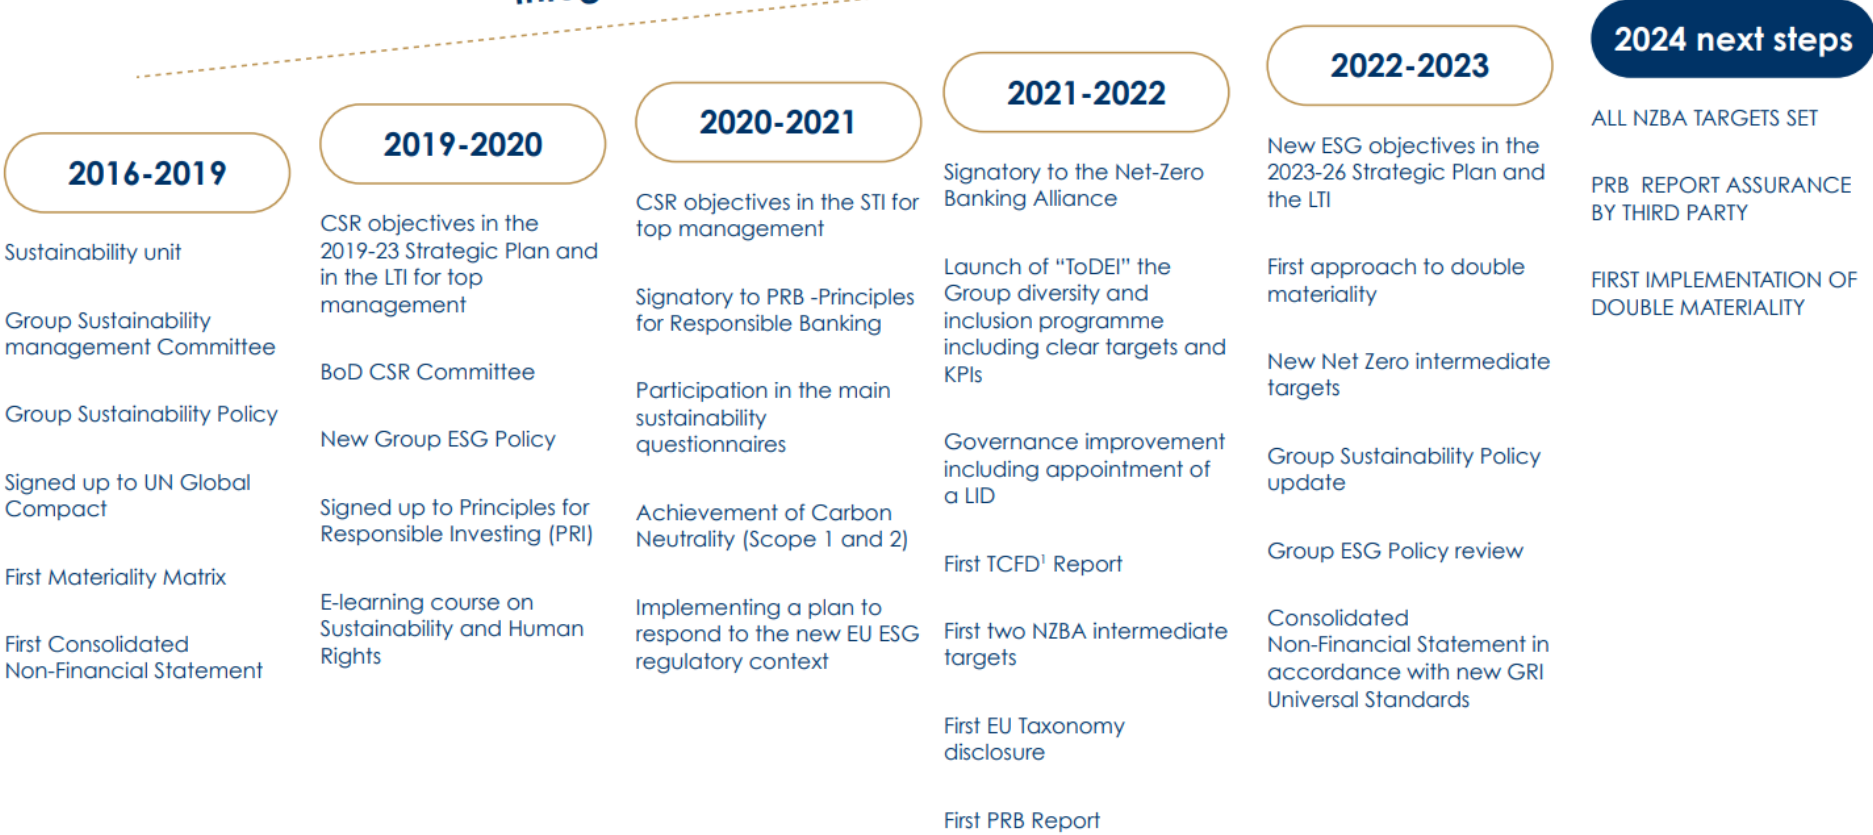 2016-2019
Sustainability unit
Group Sustainability
management Committee
Group Sustainability Policy
Signed up to UN Global
Compact
First Materiality Matrix
First Consolidated
Non-Financial Statement
2019-2020
CSR objectives in the
2019-23 Strategic Plan and
in the LTI for top
management
BoD CSR Committee
New Group ESG Policy
Signed up to Principles for
Responsible Investing (PRI)
E-learning course on
Sustainability and Human
Rights
2020-2021
CSR objectives in the STI for
top management
Signatory to PRB -Principles
for Responsible Banking
Participation in the main
sustainability
questionnaires
Achievement of Carbon
Neutrality (Scope 1 and 2)
Implementing a plan to
respond to the new EU ESG
regulatory context
2021-2022
Signatory to the Net-Zero
Banking Alliance
Launch of “ToDEI” the
Group diversity and
inclusion programme
including clear targets and
KPIs
Governance improvement
including appointment of
a LID
First TCFD¹ Report
First two NZBA intermediate
targets
First EU Taxonomy
disclosure
First PRB Report
2022-2023
New ESG objectives in the
2023-26 Strategic Plan and
the LTI
First approach to double
materiality
New Net Zero intermediate
targets
Group Sustainability Policy
update
Group ESG Policy review
Consolidated
Non-Financial Statement in
accordance with new GRI
Universal Standards
2024 next steps
ALL NZBA TARGETS SET
PRB REPORT ASSURANCE
BY THIRD PARTY
FIRST IMPLEMENTATION OF
DOUBLE MATERIALITY